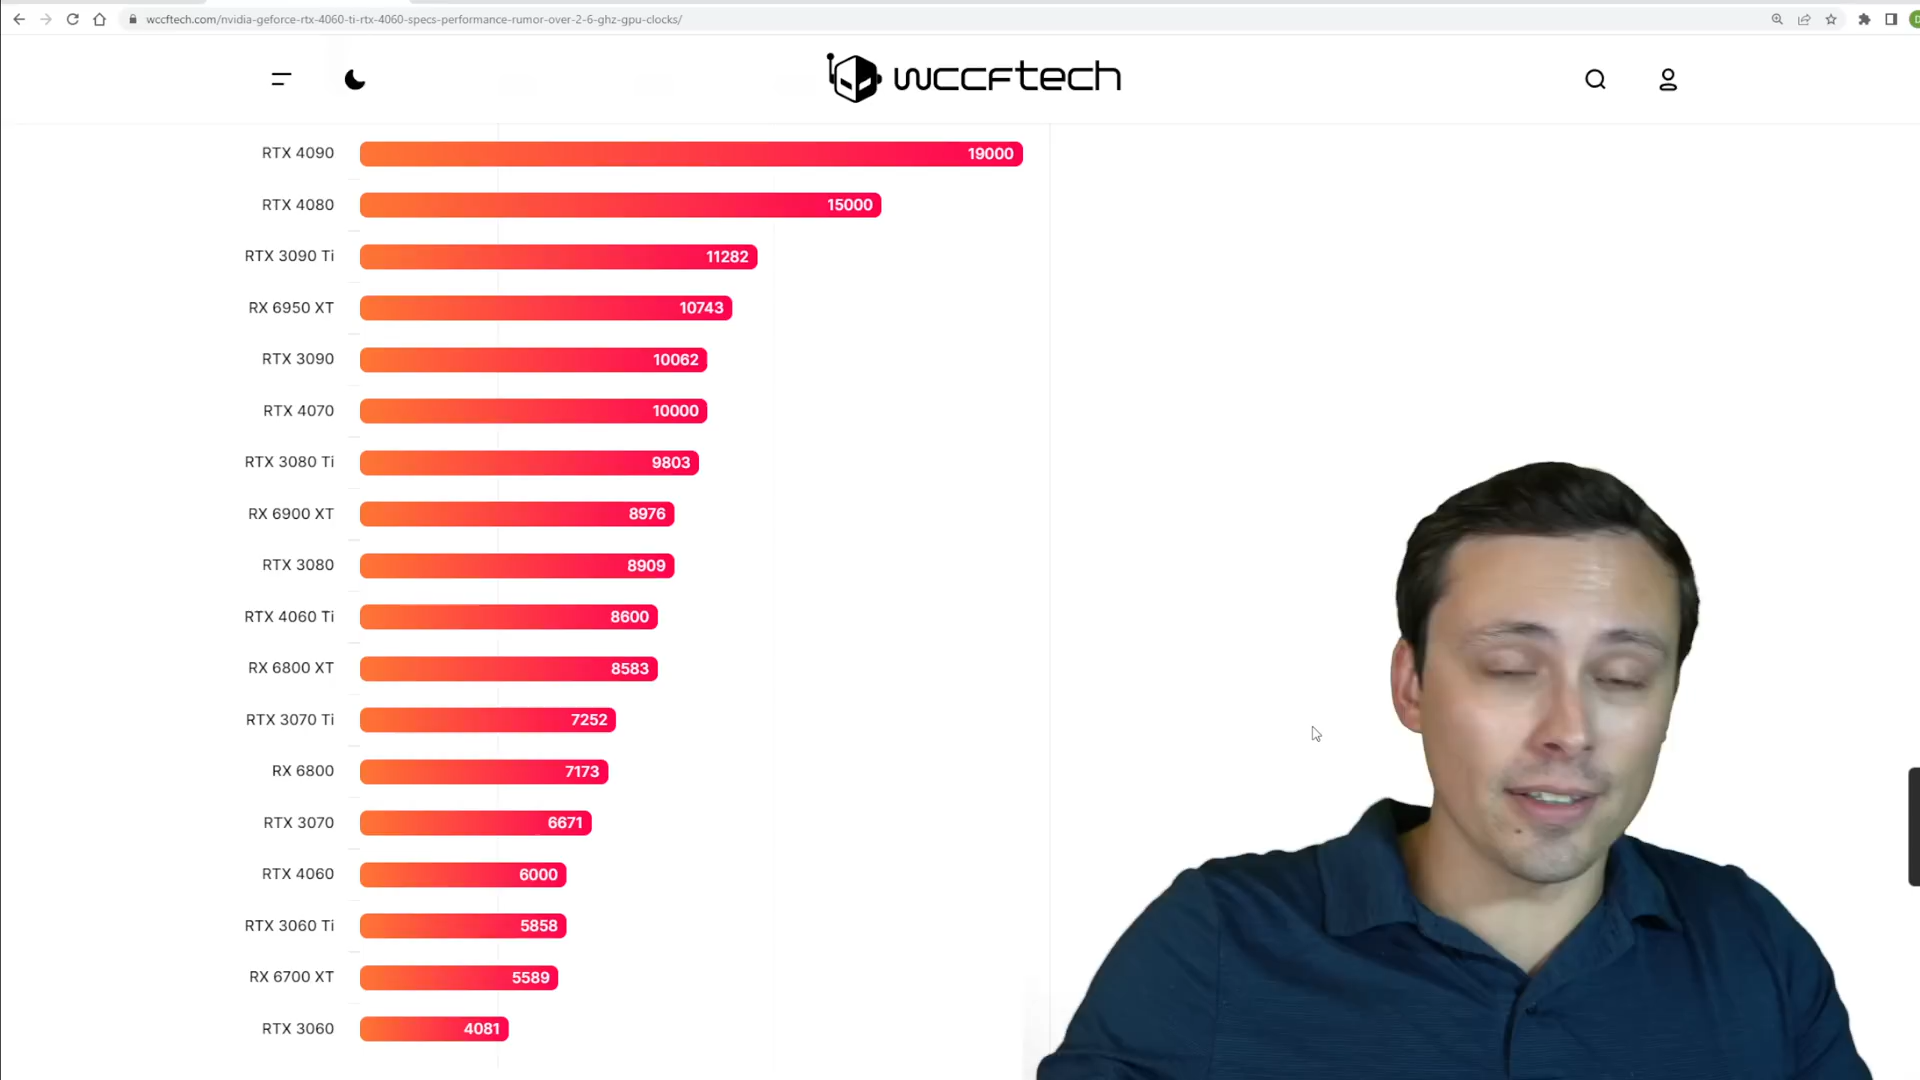 wccftech.com/nvidia-geforce-rtx-4060-ti-rtx-4060-specs-performance-rumor-over-2-6-ghz-gpu-clocks/
wccftech
RTX 4090 19000
RTX 4080 15000
RTX 3090 Ti 11282
RX 6950 XT 10743
RTX 3090 10062
RTX 4070 10000
RTX 3080 Ti 9803
RX 6900 XT 8976
RTX 3080 8909
RTX 4060 Ti 8600
RX 6800 XT 8583
RTX 3070 Ti 7252
RX 6800 7173
RTX 3070 6671
RTX 4060 6000
RTX 3060 Ti 5858
RX 6700 XT 5589
RTX 3060 4081